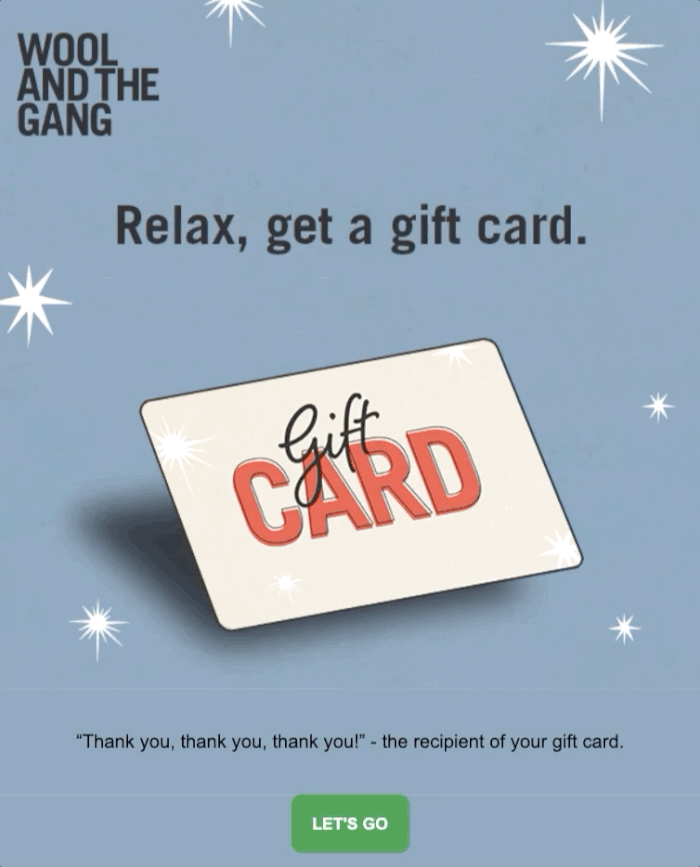 WOOL
AND THE
GANG
Relax, get a gift card.
Gift
CARD
“Thank you, thank you, thank you!” - the recipient of your gift card.
LET'S GO